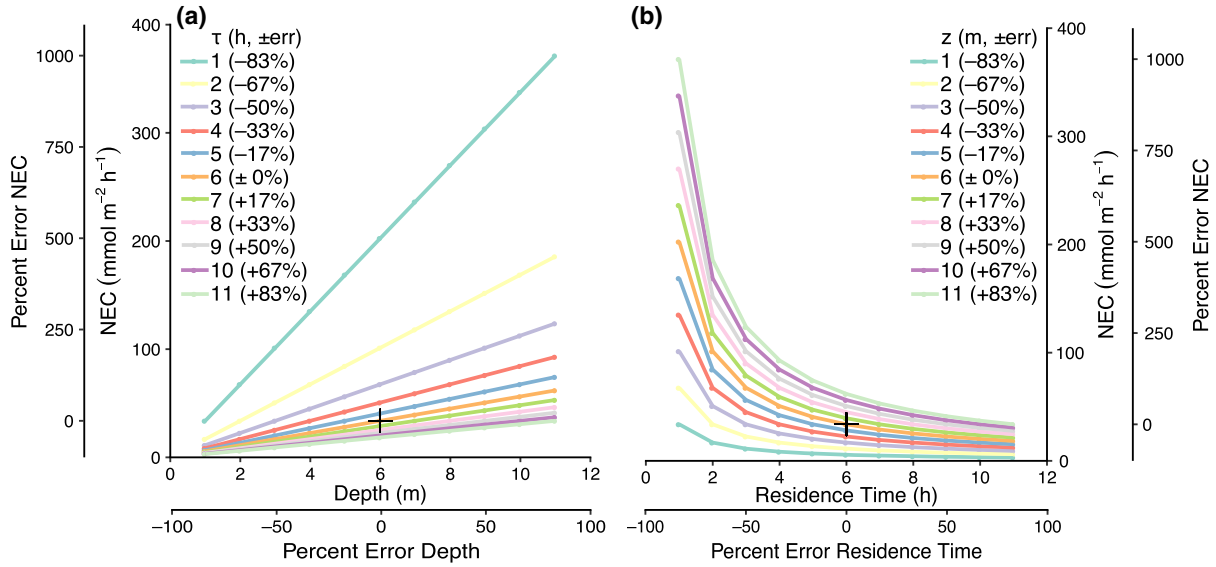 (a)
τ (h, ±err)
1 (–83%)
2 (–67%)
3 (–50%)
4 (–33%)
5 (–17%)
6 (± 0%)
7 (+17%)
8 (+33%)
9 (+50%)
10 (+67%)
11 (+83%)
Percent Error NEC
1000
750
500
250
0
NEC (mmol m⁻² h⁻¹)
400
300
200
100
0
0 2 4 6 8 10 12
Depth (m)
–100 –50 0 50 100
Percent Error Depth
(b)
z (m, ±err)
1 (–83%)
2 (–67%)
3 (–50%)
4 (–33%)
5 (–17%)
6 (± 0%)
7 (+17%)
8 (+33%)
9 (+50%)
10 (+67%)
11 (+83%)
400
300
200
100
0
NEC (mmol m⁻² h⁻¹)
1000
750
500
250
0
Percent Error NEC
0 2 4 6 8 10 12
Residence Time (h)
–100 –50 0 50 100
Percent Error Residence Time